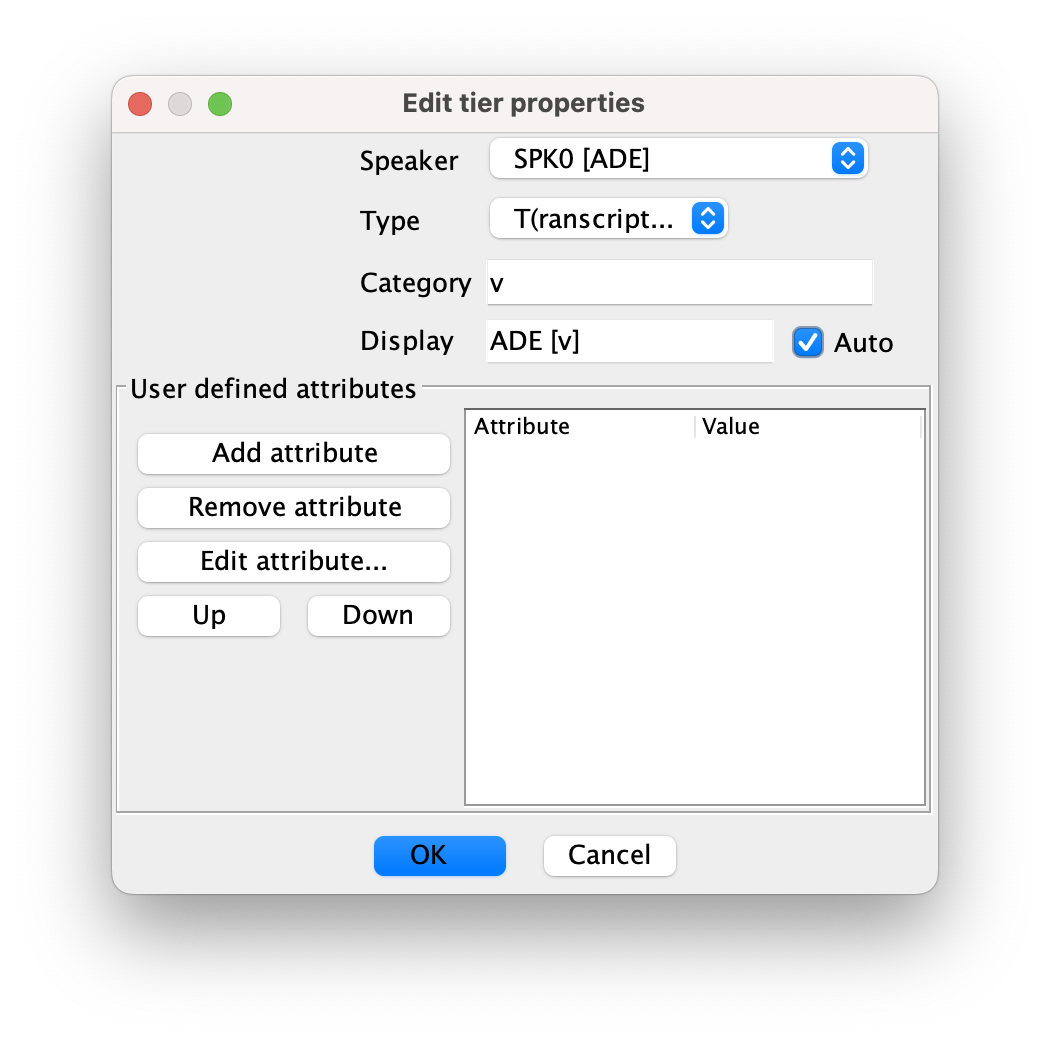 Edit tier properties
Speaker SPK0 [ADE]
Type T(ranscript...
Category v
Display ADE [v] Auto
User defined attributes
Attribute Value
Add attribute
Remove attribute
Edit attribute...
Up Down
OK Cancel